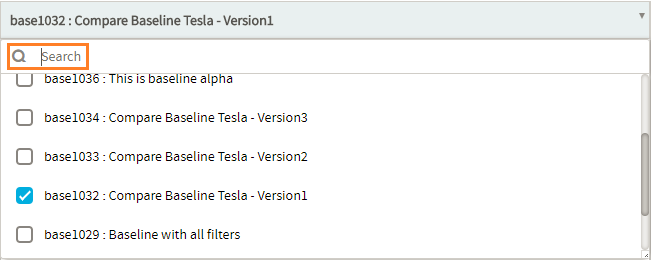 base1032 : Compare Baseline Tesla - Version1
Search
base1036 : This is baseline alpha
base1034 : Compare Baseline Tesla - Version3
base1033 : Compare Baseline Tesla - Version2
base1032 : Compare Baseline Tesla - Version1
base1029 : Baseline with all filters